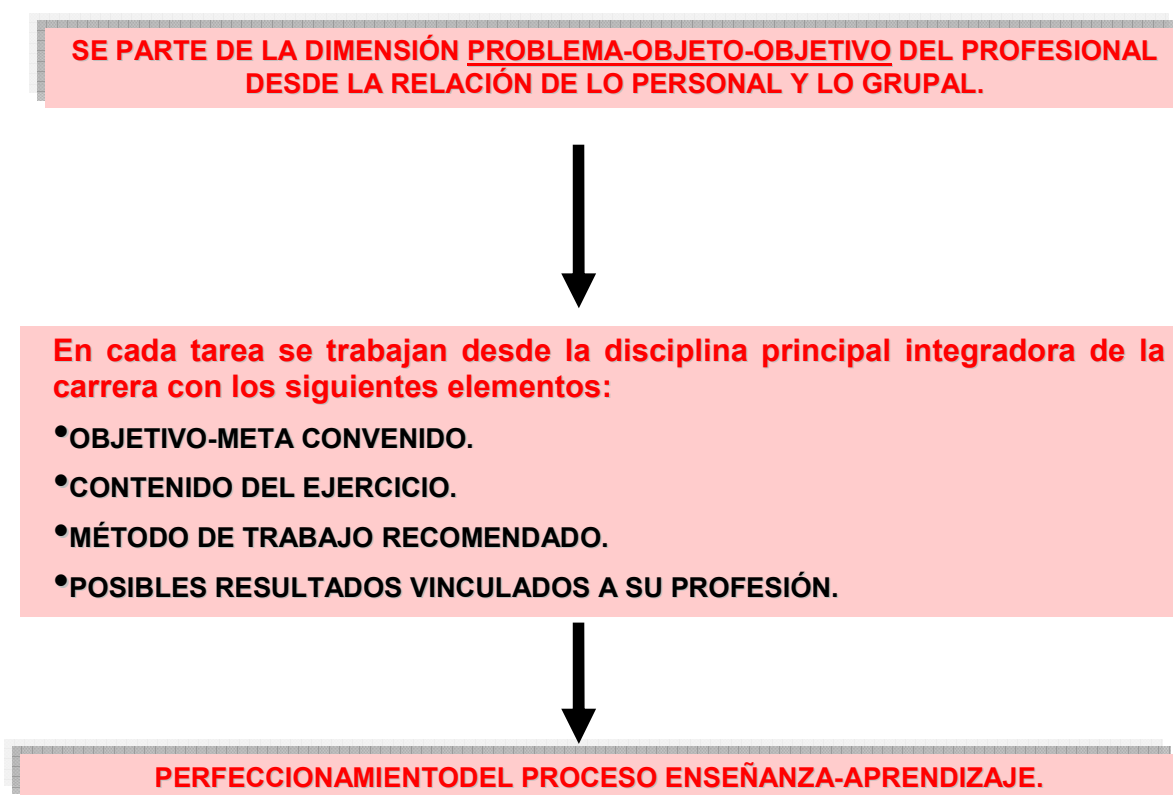 SE PARTE DE LA DIMENSIÓN PROBLEMA-OBJETO-OBJETIVO DEL PROFESIONAL
DESDE LA RELACIÓN DE LO PERSONAL Y LO GRUPAL.
En cada tarea se trabajan desde la disciplina principal integradora de la
carrera con los siguientes elementos:
•OBJETIVO-META CONVENIDO.
•CONTENIDO DEL EJERCICIO.
•MÉTODO DE TRABAJO RECOMENDADO.
•POSIBLES RESULTADOS VINCULADOS A SU PROFESIÓN.
PERFECCIONAMIENTODEL PROCESO ENSEÑANZA-APRENDIZAJE.